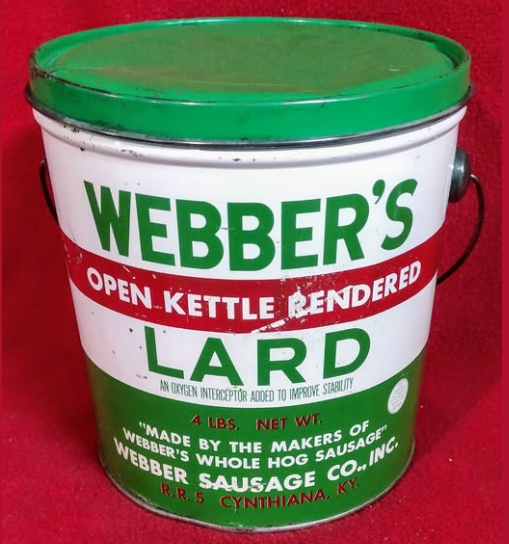 WEBBER'S
OPEN KETTLE RENDERED
LARD
AN OXYGEN INTERCEPTOR ADDED TO IMPROVE STABILITY
4 LBS. NET WT.
"MADE BY THE MAKERS OF
WEBBER'S WHOLE HOG SAUSAGE"
WEBBER SAUSAGE CO., INC.
R.R. 5 CYNTHIANA, KY.